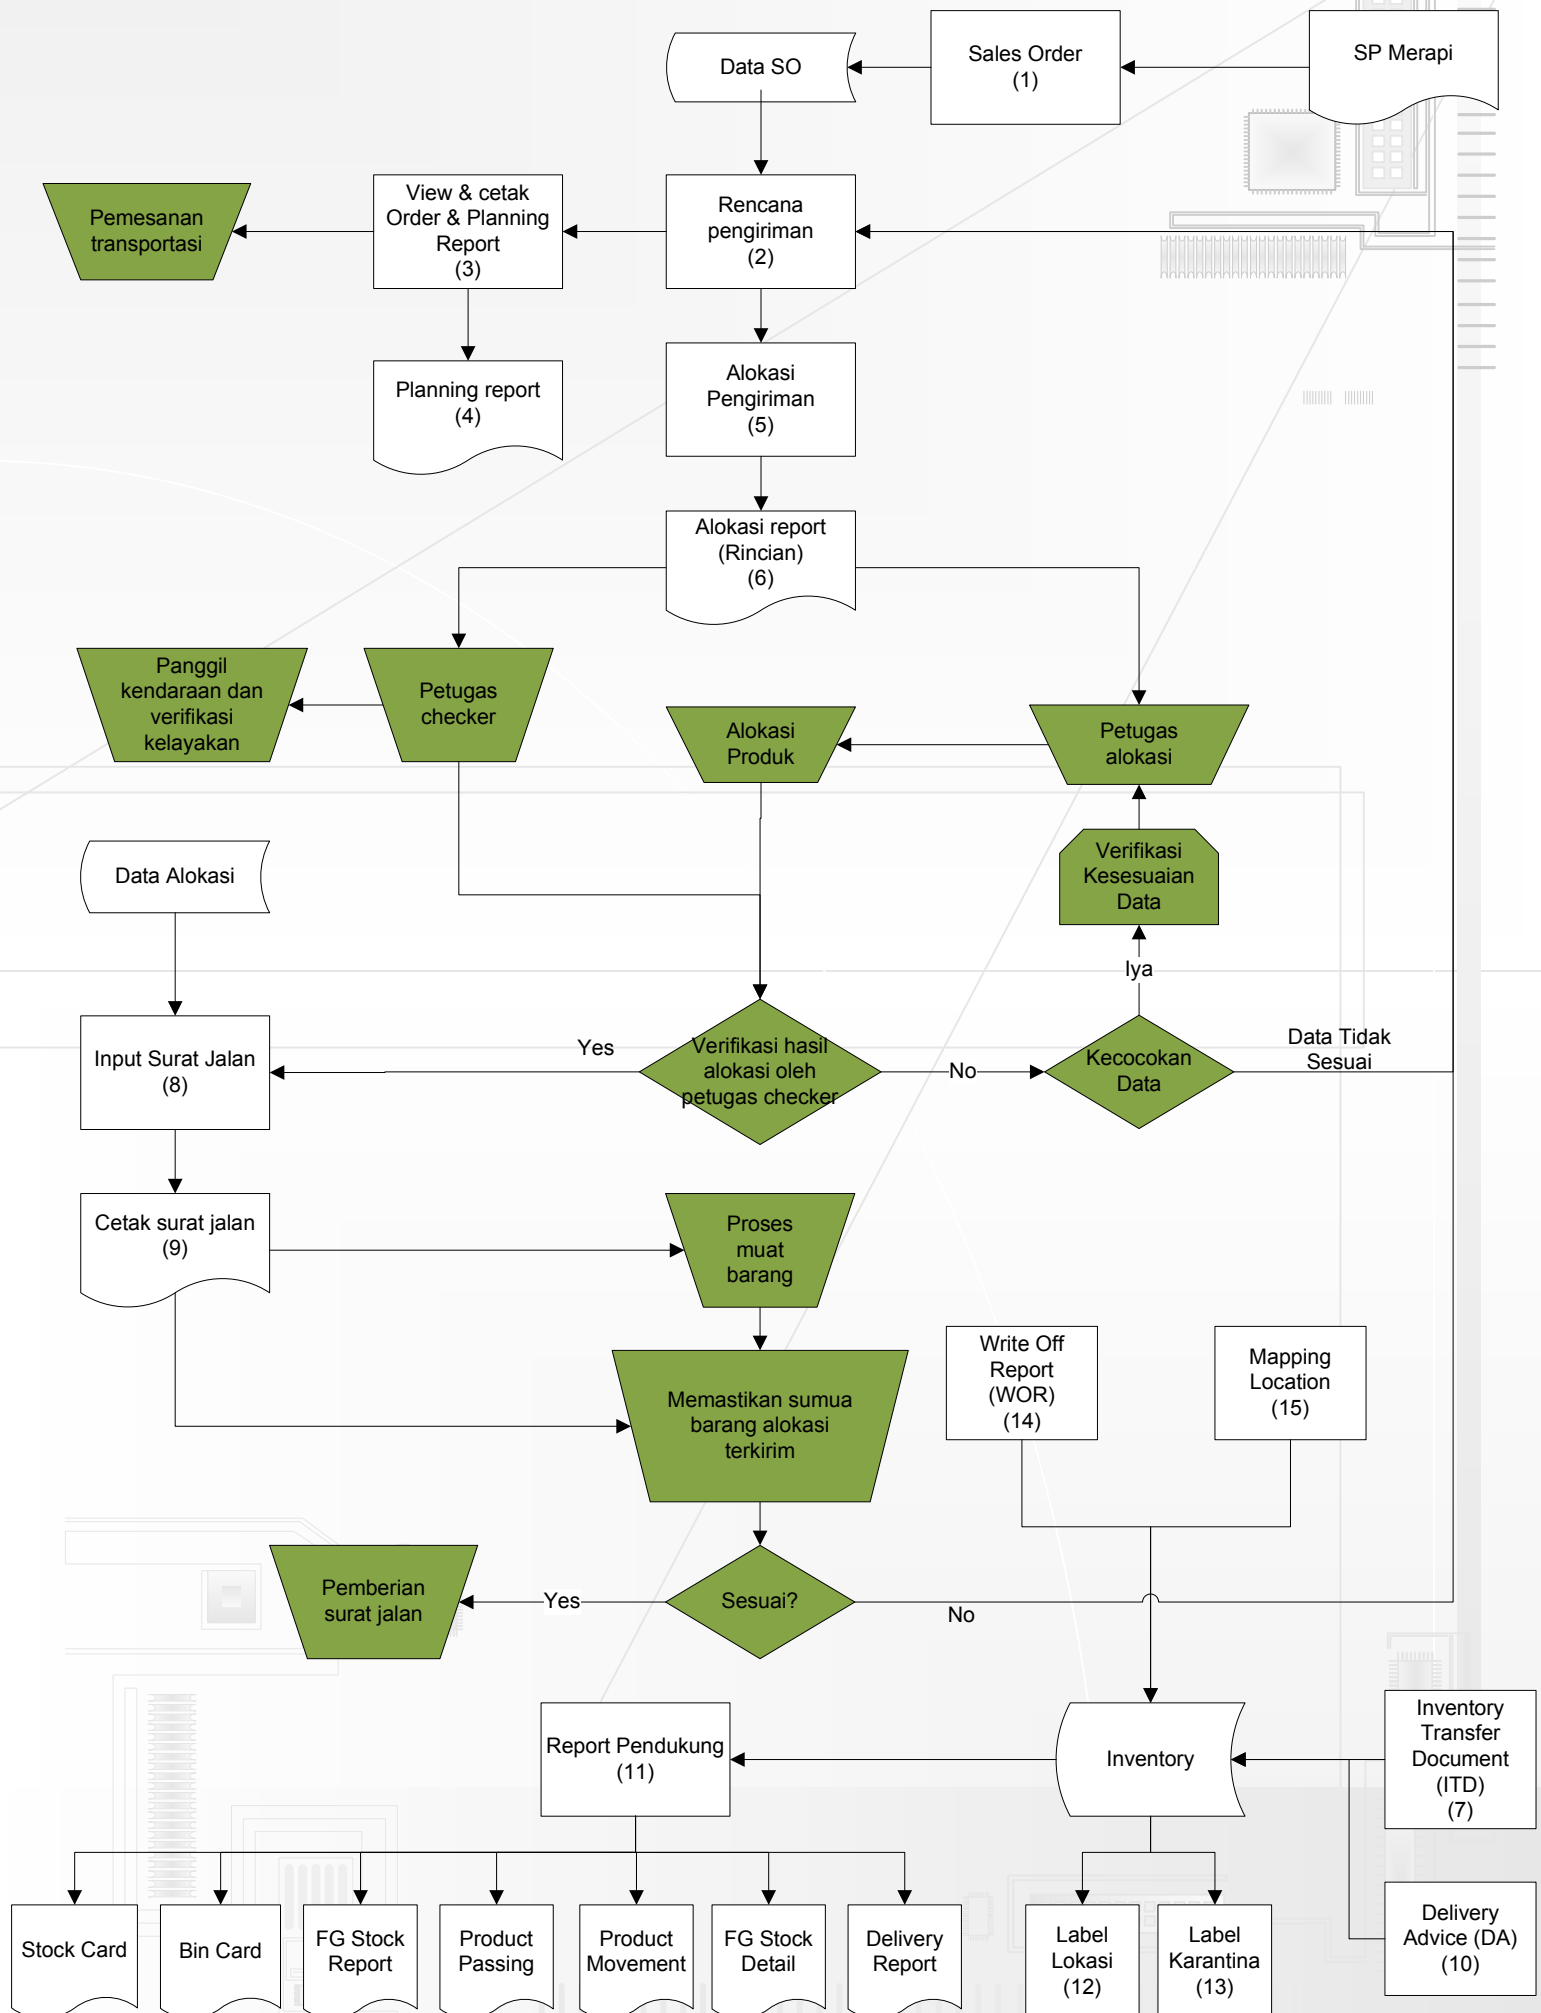 Data SO
Sales Order
(1)
SP Merapi
Pemesanan
transportasi
View & cetak
Order & Planning
Report
(3)
Rencana
pengiriman
(2)
Planning report
(4)
Alokasi
Pengiriman
(5)
Alokasi report
(Rincian)
(6)
Panggil
kendaraan dan
verifikasi
kelayakan
Petugas
checker
Alokasi
Produk
Petugas
alokasi
Data Alokasi
Verifikasi
Kesesuaian
Data
Iya
Input Surat Jalan
(8)
Yes
Verifikasi hasil
alokasi oleh
petugas checker
No
Kecocokan
Data
Data Tidak
Sesuai
Cetak surat jalan
(9)
Proses
muat
barang
Memastikan sumua
barang alokasi
terkirim
Write Off
Report
(WOR)
(14)
Mapping
Location
(15)
Pemberian
surat jalan
Yes
Sesuai?
No
Report Pendukung
(11)
Inventory
Inventory
Transfer
Document
(ITD)
(7)
Stock Card
Bin Card
FG Stock
Report
Product
Passing
Product
Movement
FG Stock
Detail
Delivery
Report
Label
Lokasi
(12)
Label
Karantina
(13)
Delivery
Advice (DA)
(10)